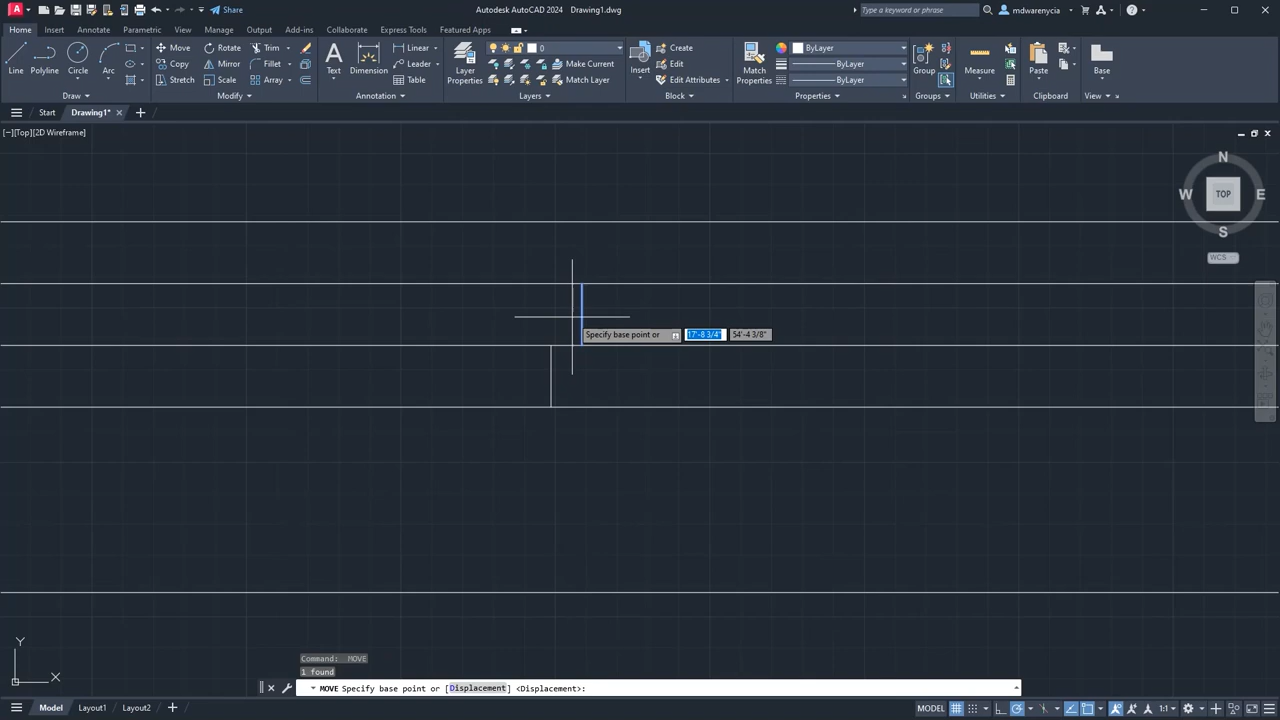 A Share Autodesk AutoCAD 2024 Drawing1.dwg Type a keyword or phrase mdwarenycia
Home Insert Annotate Parametric View Manage Output Add-ins Collaborate Express Tools Featured Apps
Line Polyline Circle Arc
Move Rotate Trim
Copy Mirror Fillet
Stretch Scale Array
Text Dimension
Linear
Leader
Table
Layer Properties
0
Make Current
Match Layer
Insert
Create
Edit
Edit Attributes
Match Properties
ByLayer
ByLayer
ByLayer
Group Measure Paste Base
Draw Modify Annotation Layers Block Properties Groups Utilities Clipboard View
Start Drawing1*
[−][Top][2D Wireframe]
N
W TOP E
S
WCS
Specify base point or 17'-8 3/4" 54'-4 3/8"
Y
X
Command: MOVE
1 found
MOVE Specify base point or [Displacement] <Displacement>:
Model Layout1 Layout2 MODEL 1:1